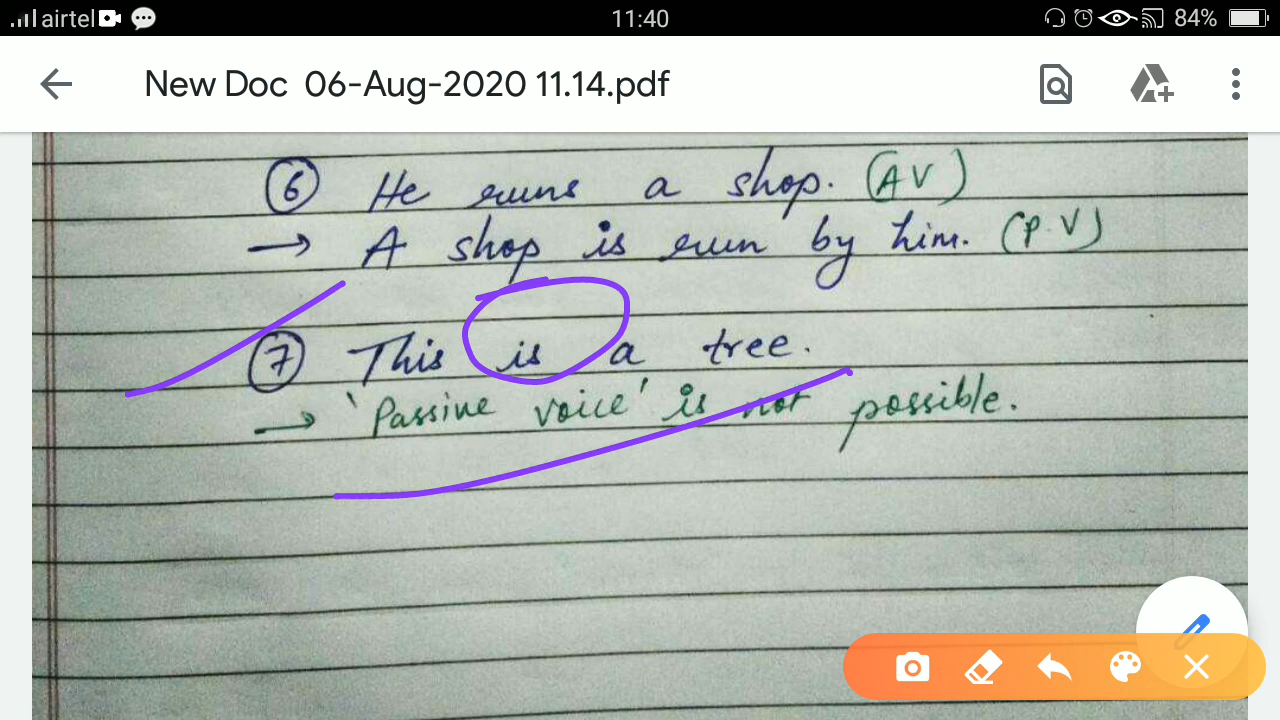 airtel 11:40 84%
New Doc 06-Aug-2020 11.14.pdf
6 He runs a shop. (AV)
→ A shop is run by him. (P.V)
7 This is a tree.
→ 'Passive voice' is not possible.